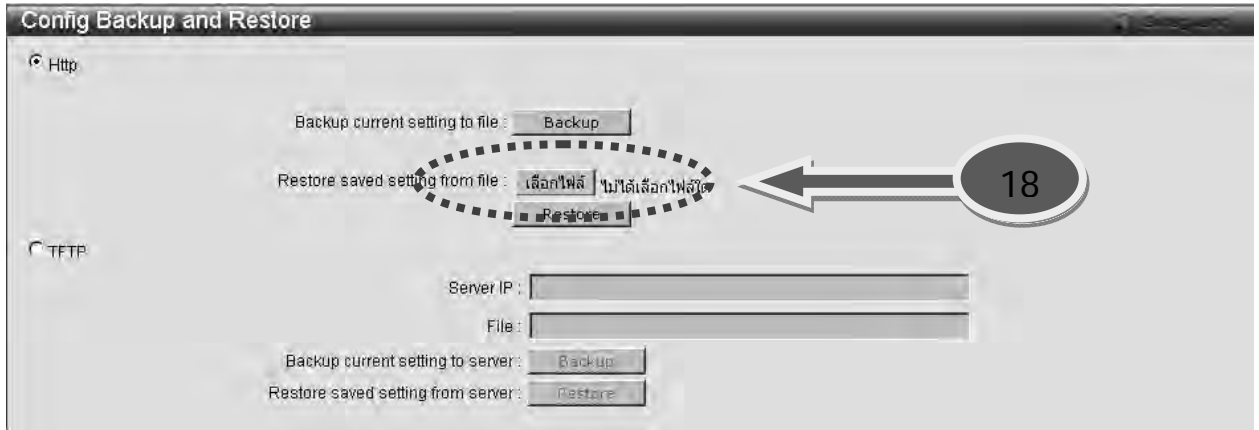 Config Backup and Restore
Http
Backup current setting to file : Backup
Restore saved setting from file : เลือกไฟล์ ไม่ได้เลือกไฟล์ใด
Restore
18
TFTP
Server IP :
File :
Backup current setting to server : Backup
Restore saved setting from server : Restore